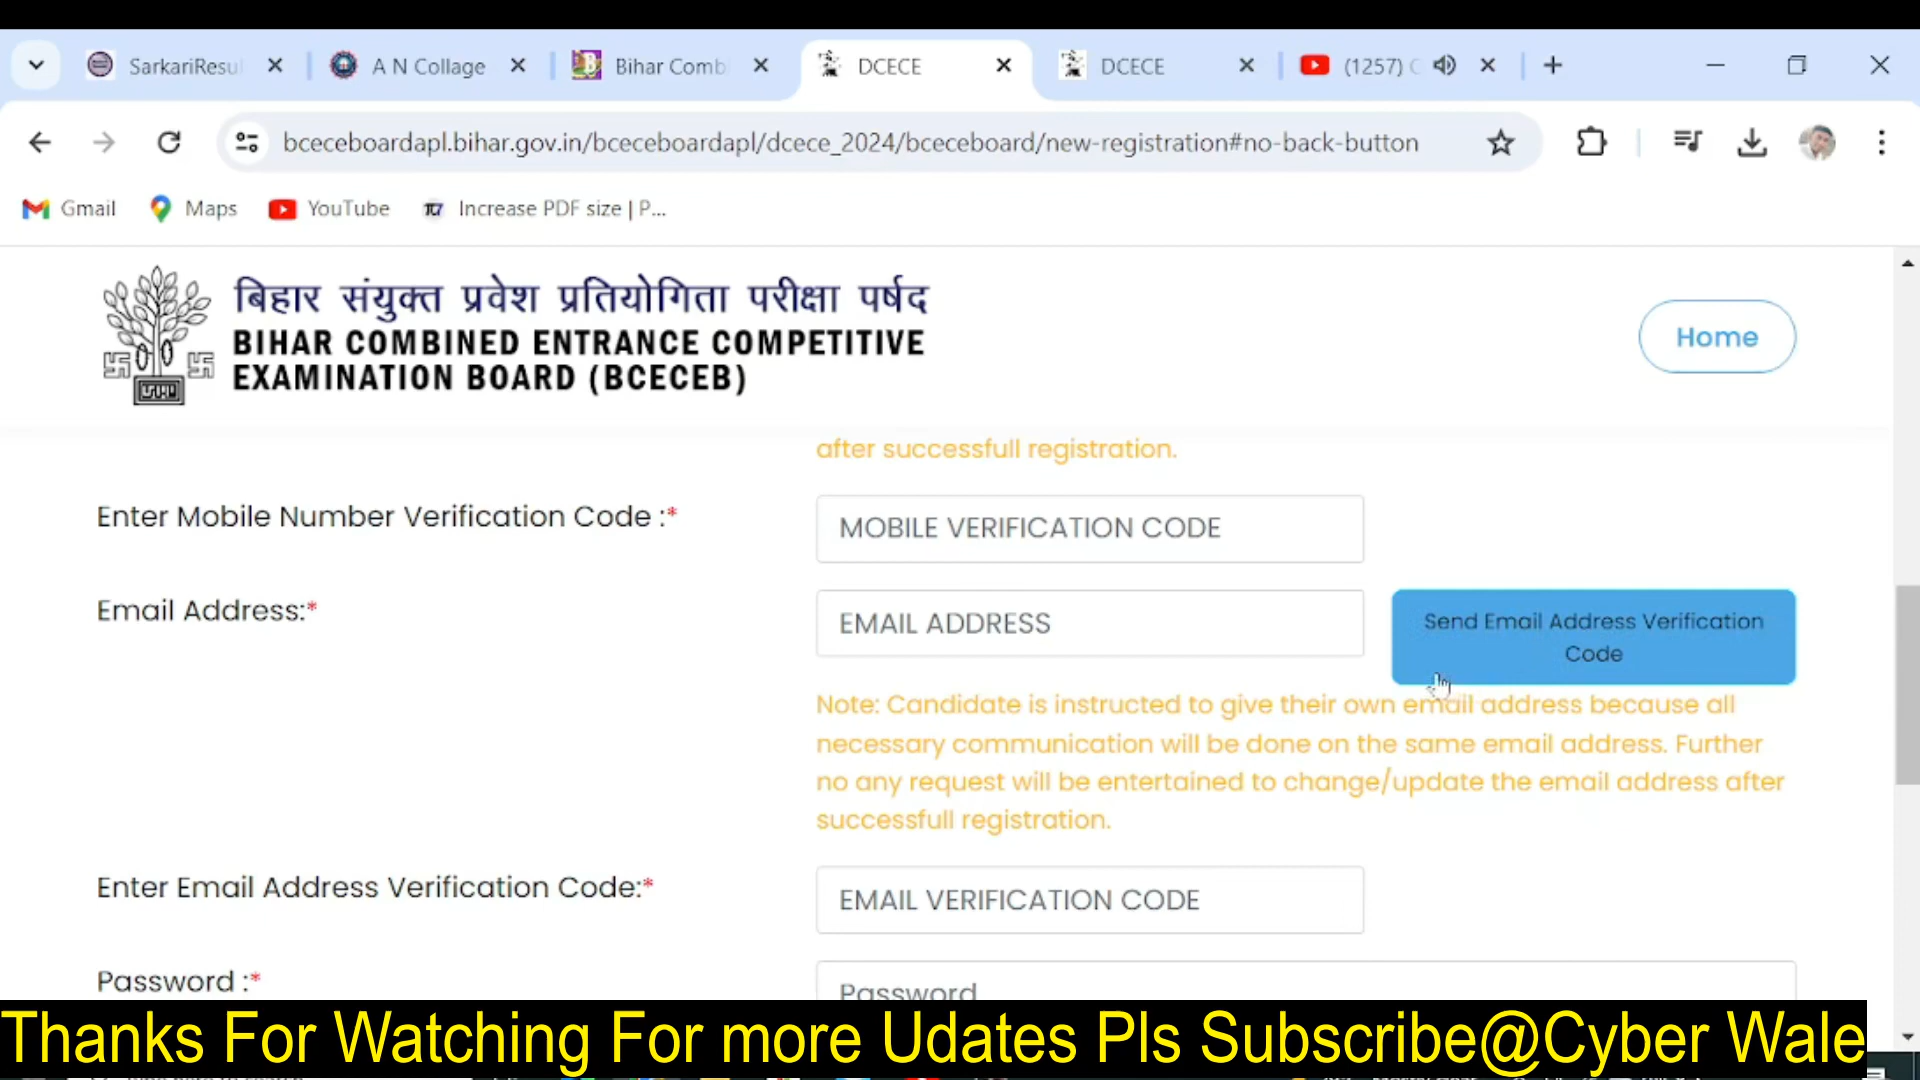 SarkariResul
A N Collage
Bihar Comb
DCECE
DCECE
(1257)
bceceboardapl.bihar.gov.in/bceceboardapl/dcece_2024/bceceboard/new-registration#no-back-button
Gmail
Maps
YouTube
Increase PDF size | P...
बिहार संयुक्त प्रवेश प्रतियोगिता परीक्षा पर्षद
BIHAR COMBINED ENTRANCE COMPETITIVE
EXAMINATION BOARD (BCECEB)
Home
after successfull registration.
Enter Mobile Number Verification Code :*
MOBILE VERIFICATION CODE
Email Address:*
EMAIL ADDRESS
Send Email Address Verification
Code
Note: Candidate is instructed to give their own email address because all
necessary communication will be done on the same email address. Further
no any request will be entertained to change/update the email address after
successfull registration.
Enter Email Address Verification Code:*
EMAIL VERIFICATION CODE
Password :*
Password
Thanks For Watching For more Udates Pls Subscribe@Cyber Wale